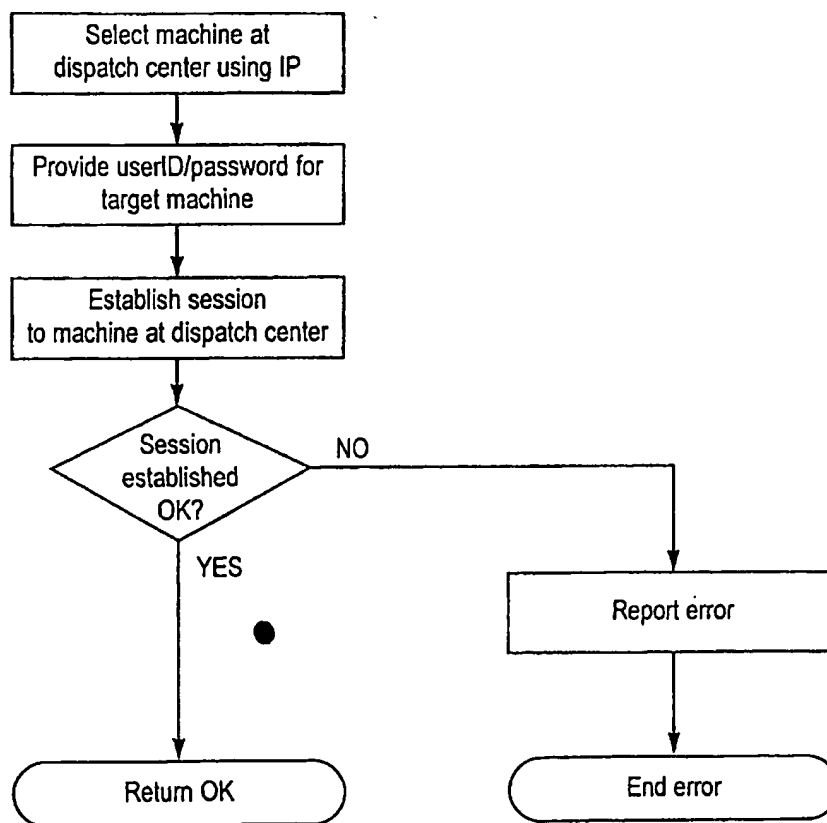 Select machine at
dispatch center using IP
Provide userID/password for
target machine
Establish session
to machine at dispatch center
Session
established
OK?
NO
YES
Report error
Return OK
End error